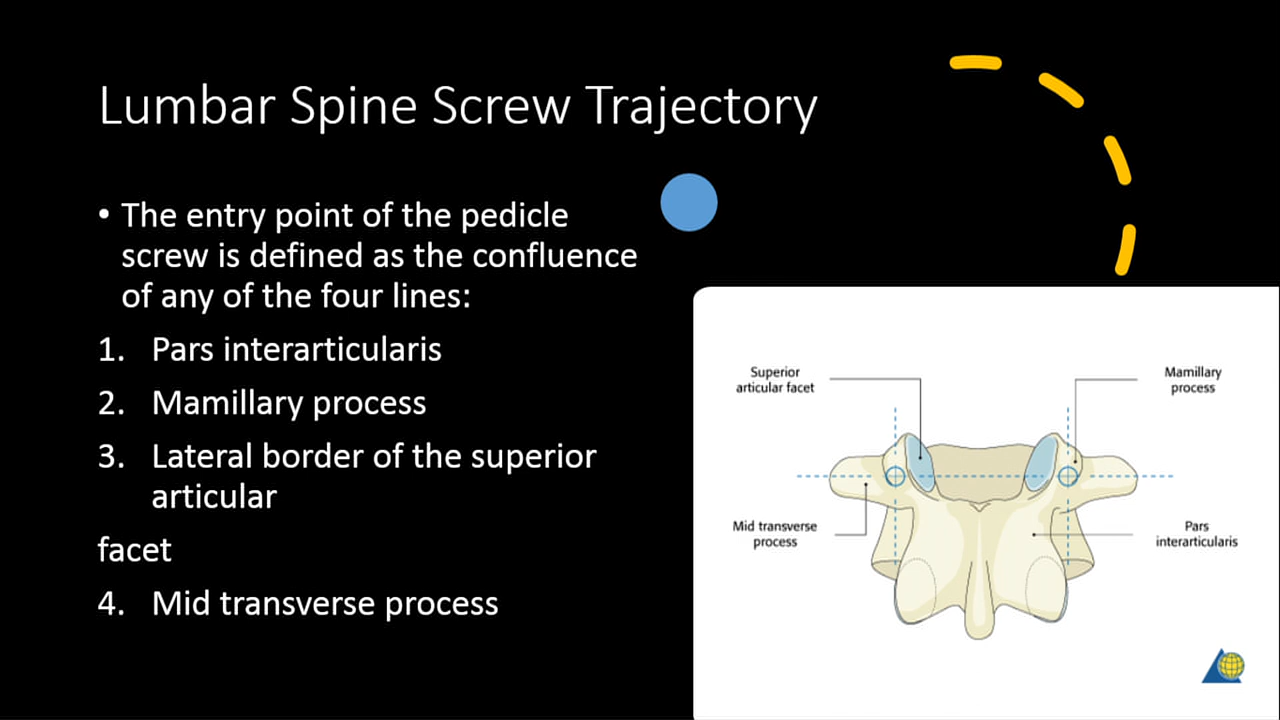 Lumbar Spine Screw Trajectory
• The entry point of the pedicle
screw is defined as the confluence
of any of the four lines:
1. Pars interarticularis
2. Mamillary process
3. Lateral border of the superior
articular
facet
4. Mid transverse process
Superior
articular facet
Mamillary
process
Mid transverse
process
Pars
interarticularis